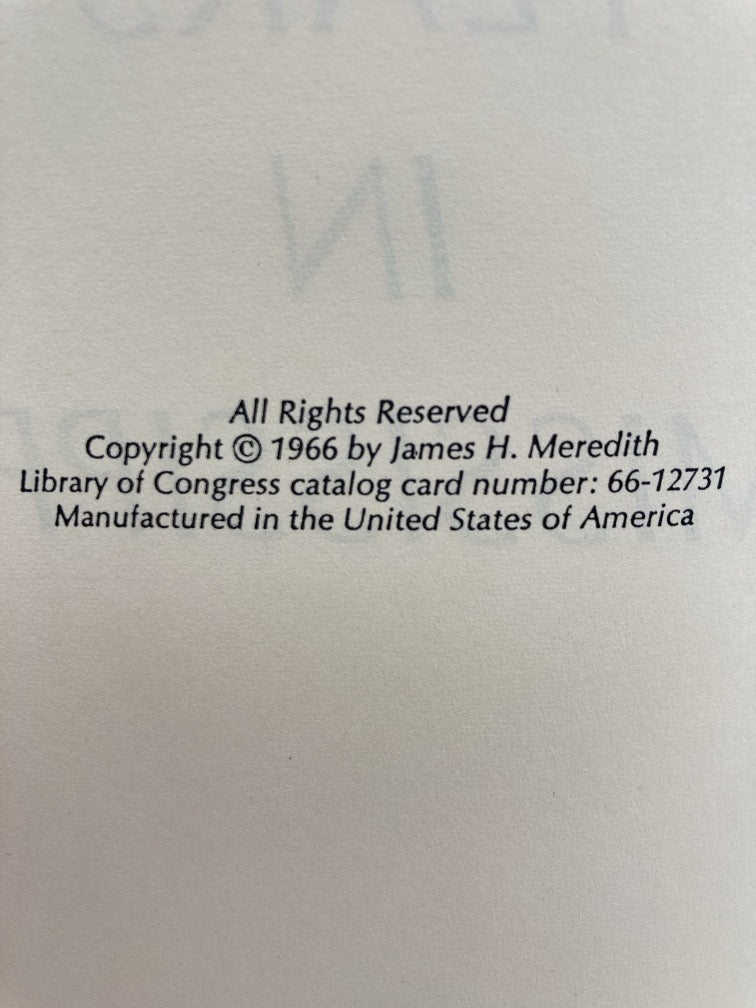 IN
All Rights Reserved
Copyright © 1966 by James H. Meredith
Library of Congress catalog card number: 66-12731
Manufactured in the United States of America